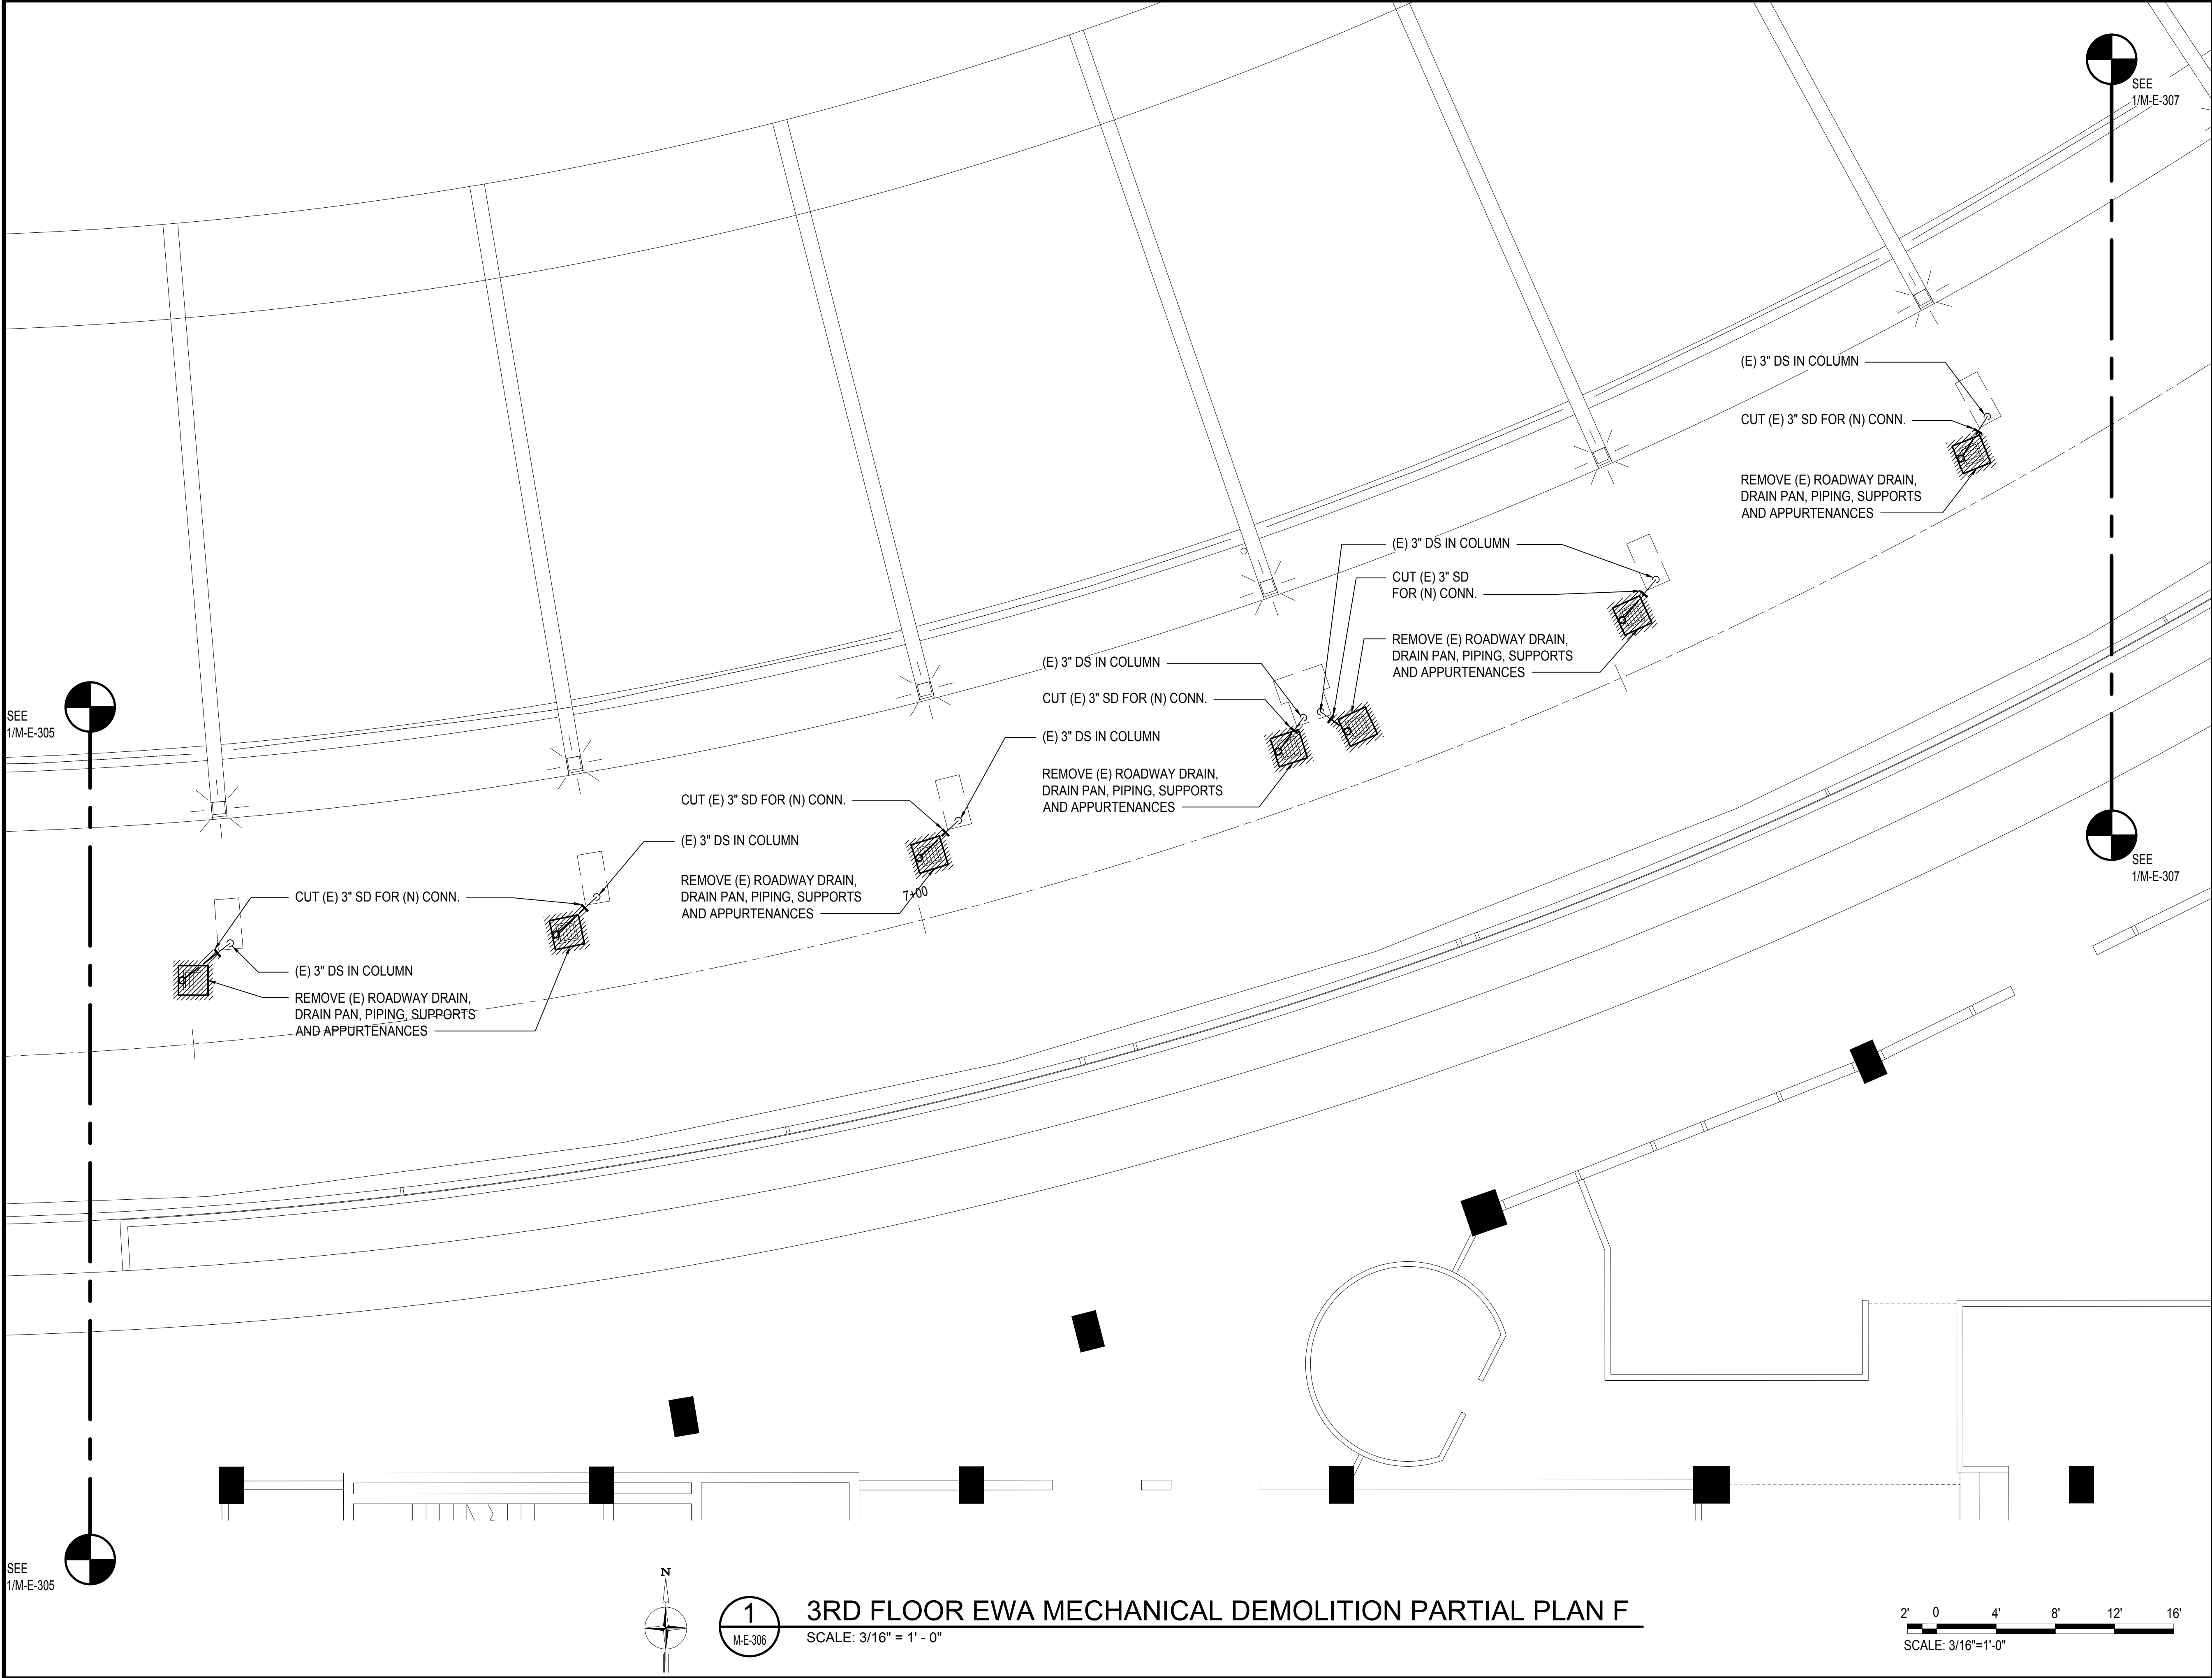 SEE
1/M-E-307
(E) 3" DS IN COLUMN
CUT (E) 3" SD FOR (N) CONN.
REMOVE (E) ROADWAY DRAIN,
DRAIN PAN, PIPING, SUPPORTS
AND APPURTENANCES
(E) 3" DS IN COLUMN
CUT (E) 3" SD
FOR (N) CONN.
REMOVE (E) ROADWAY DRAIN,
DRAIN PAN, PIPING, SUPPORTS
AND APPURTENANCES
(E) 3" DS IN COLUMN
CUT (E) 3" SD FOR (N) CONN.
(E) 3" DS IN COLUMN
REMOVE (E) ROADWAY DRAIN,
DRAIN PAN, PIPING, SUPPORTS
AND APPURTENANCES
SEE
1/M-E-305
CUT (E) 3" SD FOR (N) CONN.
(E) 3" DS IN COLUMN
REMOVE (E) ROADWAY DRAIN,
DRAIN PAN, PIPING, SUPPORTS
AND APPURTENANCES
7+00
SEE
1/M-E-307
CUT (E) 3" SD FOR (N) CONN.
(E) 3" DS IN COLUMN
REMOVE (E) ROADWAY DRAIN,
DRAIN PAN, PIPING, SUPPORTS
AND APPURTENANCES
SEE
1/M-E-305
N
1
M-E-306
3RD FLOOR EWA MECHANICAL DEMOLITION PARTIAL PLAN F
SCALE: 3/16" = 1' - 0"
2' 0 4' 8' 12' 16'
SCALE: 3/16"=1'-0"